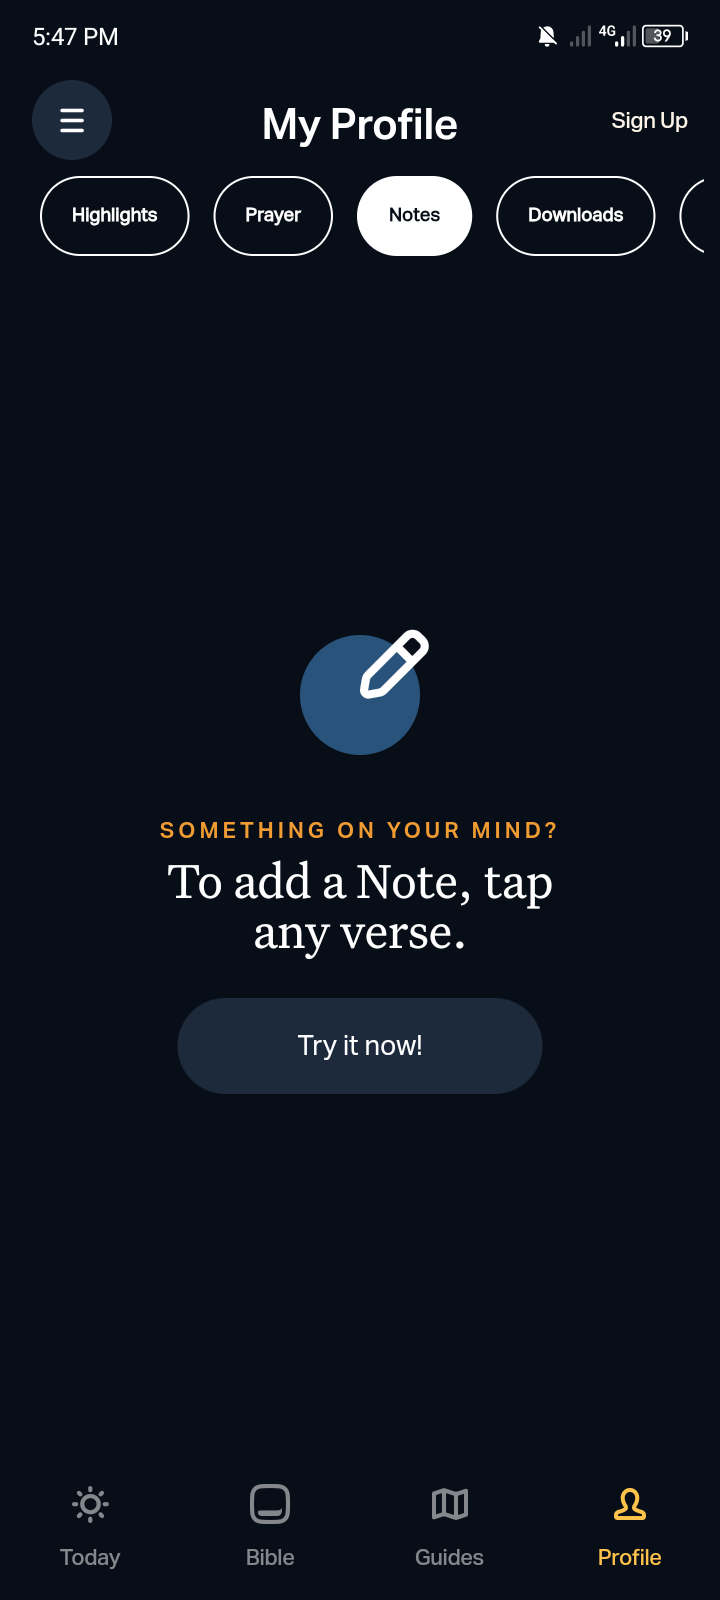 5:47 PM
4G
39
My Profile
Sign Up
Highlights
Prayer
Notes
Downloads
SOMETHING ON YOUR MIND?
To add a Note, tap
any verse.
Try it now!
Today
Bible
Guides
Profile